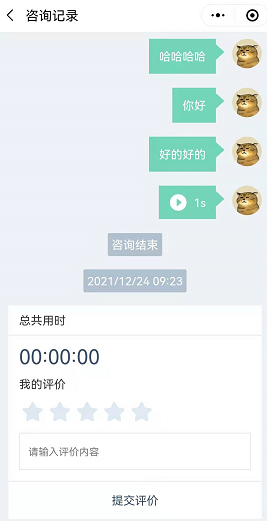 咨询记录
哈哈哈哈
你好
好的好的
1s
咨询结束
2021/12/24 09:23
总共用时
00:00:00
我的评价
请输入评价内容
提交评价